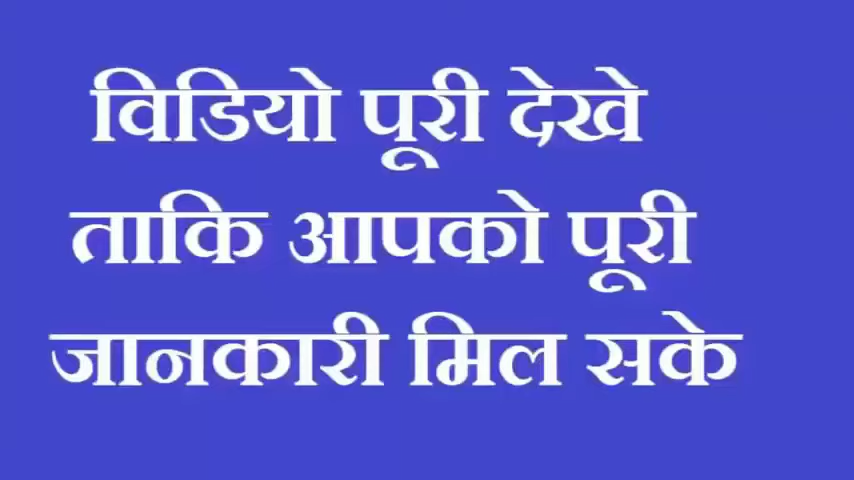 विडियो पूरी देखे
ताकि आपको पूरी
जानकारी मिल सके